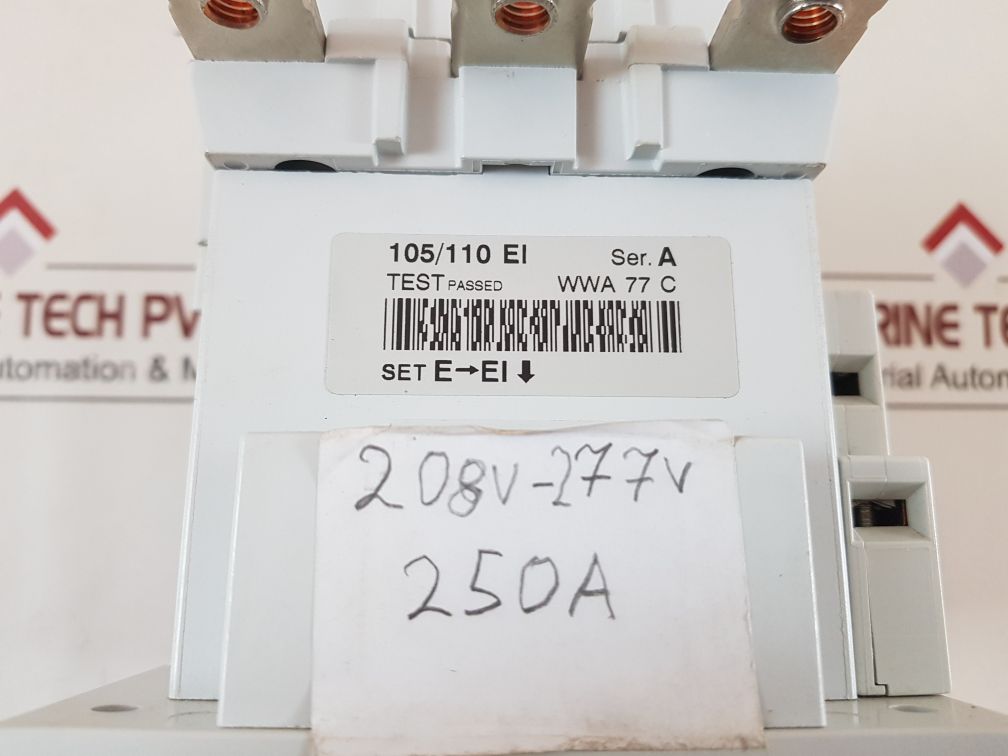 105/110 EI Ser. A
TEST PASSED WWA 77 C
SET E→EI ⬇
208V-277V
250A
TECH PV
RINE TE
utomation & M
rial Autom